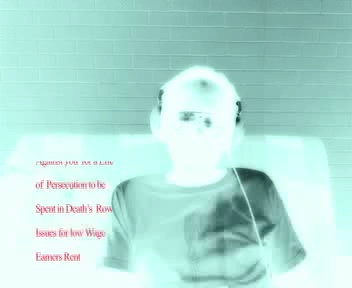 Against you for a Life
of Persecution to be
Spent in Death's Row
Issues for low Wage
Earners Rent